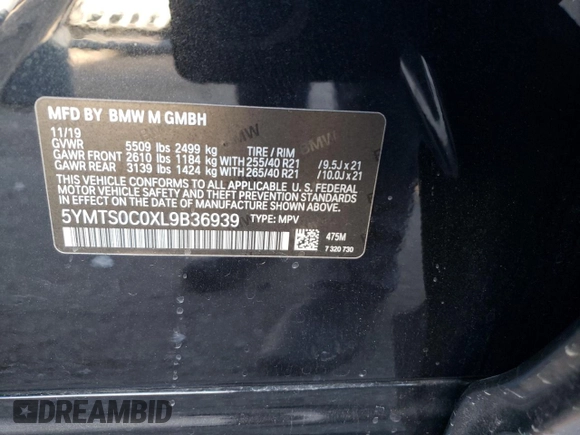 MFD BY BMW M GMBH
11/19
GVWR 5509 lbs 2499 kg TIRE / RIM
GAWR FRONT 2610 lbs 1184 kg WITH 255/40 R21 /9.5J x 21
GAWR REAR 3139 lbs 1424 kg WITH 265/40 R21 /10.0J x 21
THIS VEHICLE CONFORMS TO ALL APPLICABLE U. S. FEDERAL
MOTOR VEHICLE SAFETY, BUMPER, AND THEFT PREVENTION
STANDARDS IN EFFECT ON THE DATE OF MANUFACTURE SHOWN ABOVE.
5YMTS0C0XL9B36939 TYPE: MPV
475M
7 320 730
DREAMBID